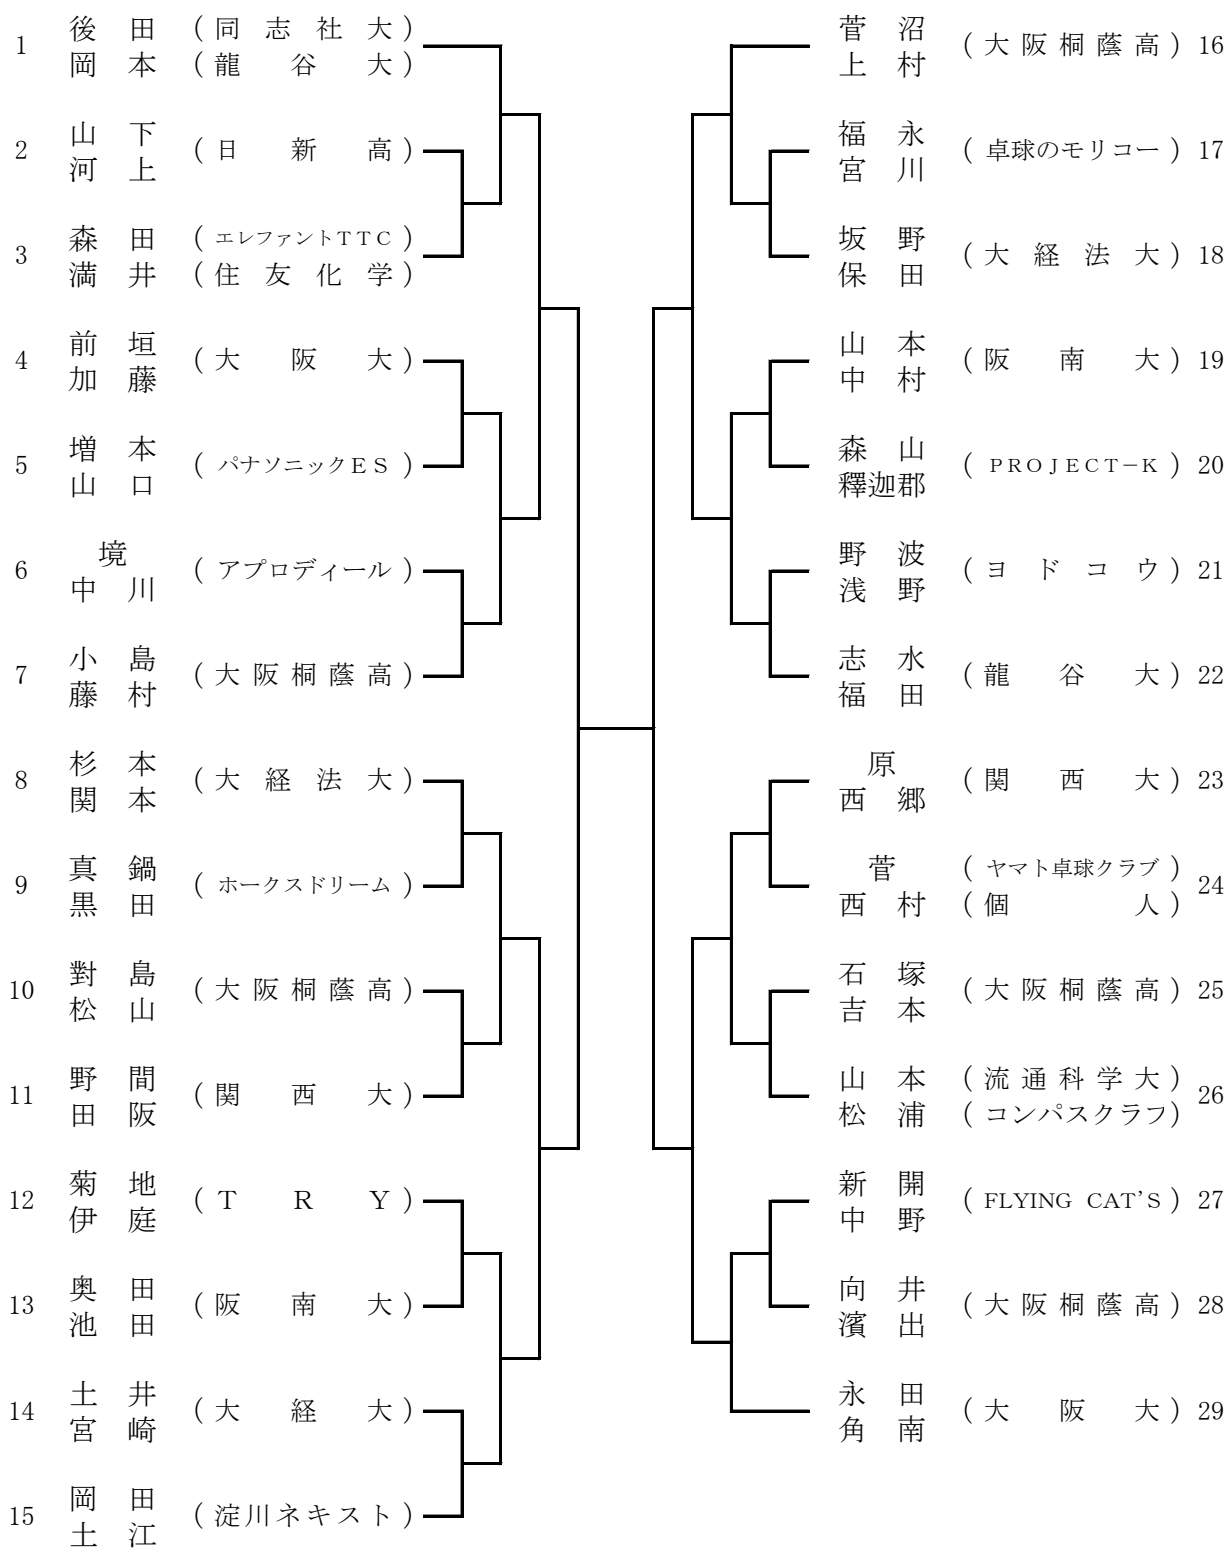 1 後田 (同志社大)
岡本 (龍谷大)
2 山下 (日新高)
河上
3 森田 (エレファントTTC)
満井 (住友化学)
4 前垣 (大阪大)
加藤
5 増本 (パナソニックES)
山口
6 境 (アプロディール)
中川
7 小島 (大阪桐蔭高)
藤村
8 杉本 (大経法大)
関本
9 真鍋 (ホークスドリーム)
黒田
10 對島 (大阪桐蔭高)
松山
11 野間 (関西大)
田阪
12 菊地 (TRY)
伊庭
13 奥田 (阪南大)
池田
14 土井 (大経大)
宮崎
15 岡田 (淀川ネキスト)
土江
菅沼 (大阪桐蔭高) 16
上村
福永 (卓球のモリコー) 17
宮川
坂野 (大経法大) 18
保田
山本 (阪南大) 19
中村
森山 (PROJECT−K) 20
釋迦郡
野波 (ヨドコウ) 21
浅野
志水 (龍谷大) 22
福田
原 (関西大) 23
西郷
菅 (ヤマト卓球クラブ) 24
西村 (個人)
石塚 (大阪桐蔭高) 25
吉本
山本 (流通科学大) 26
松浦 (コンパスクラフ)
新開 (FLYING CAT'S) 27
中野
向井 (大阪桐蔭高) 28
濱出
永田 (大阪大) 29
角南